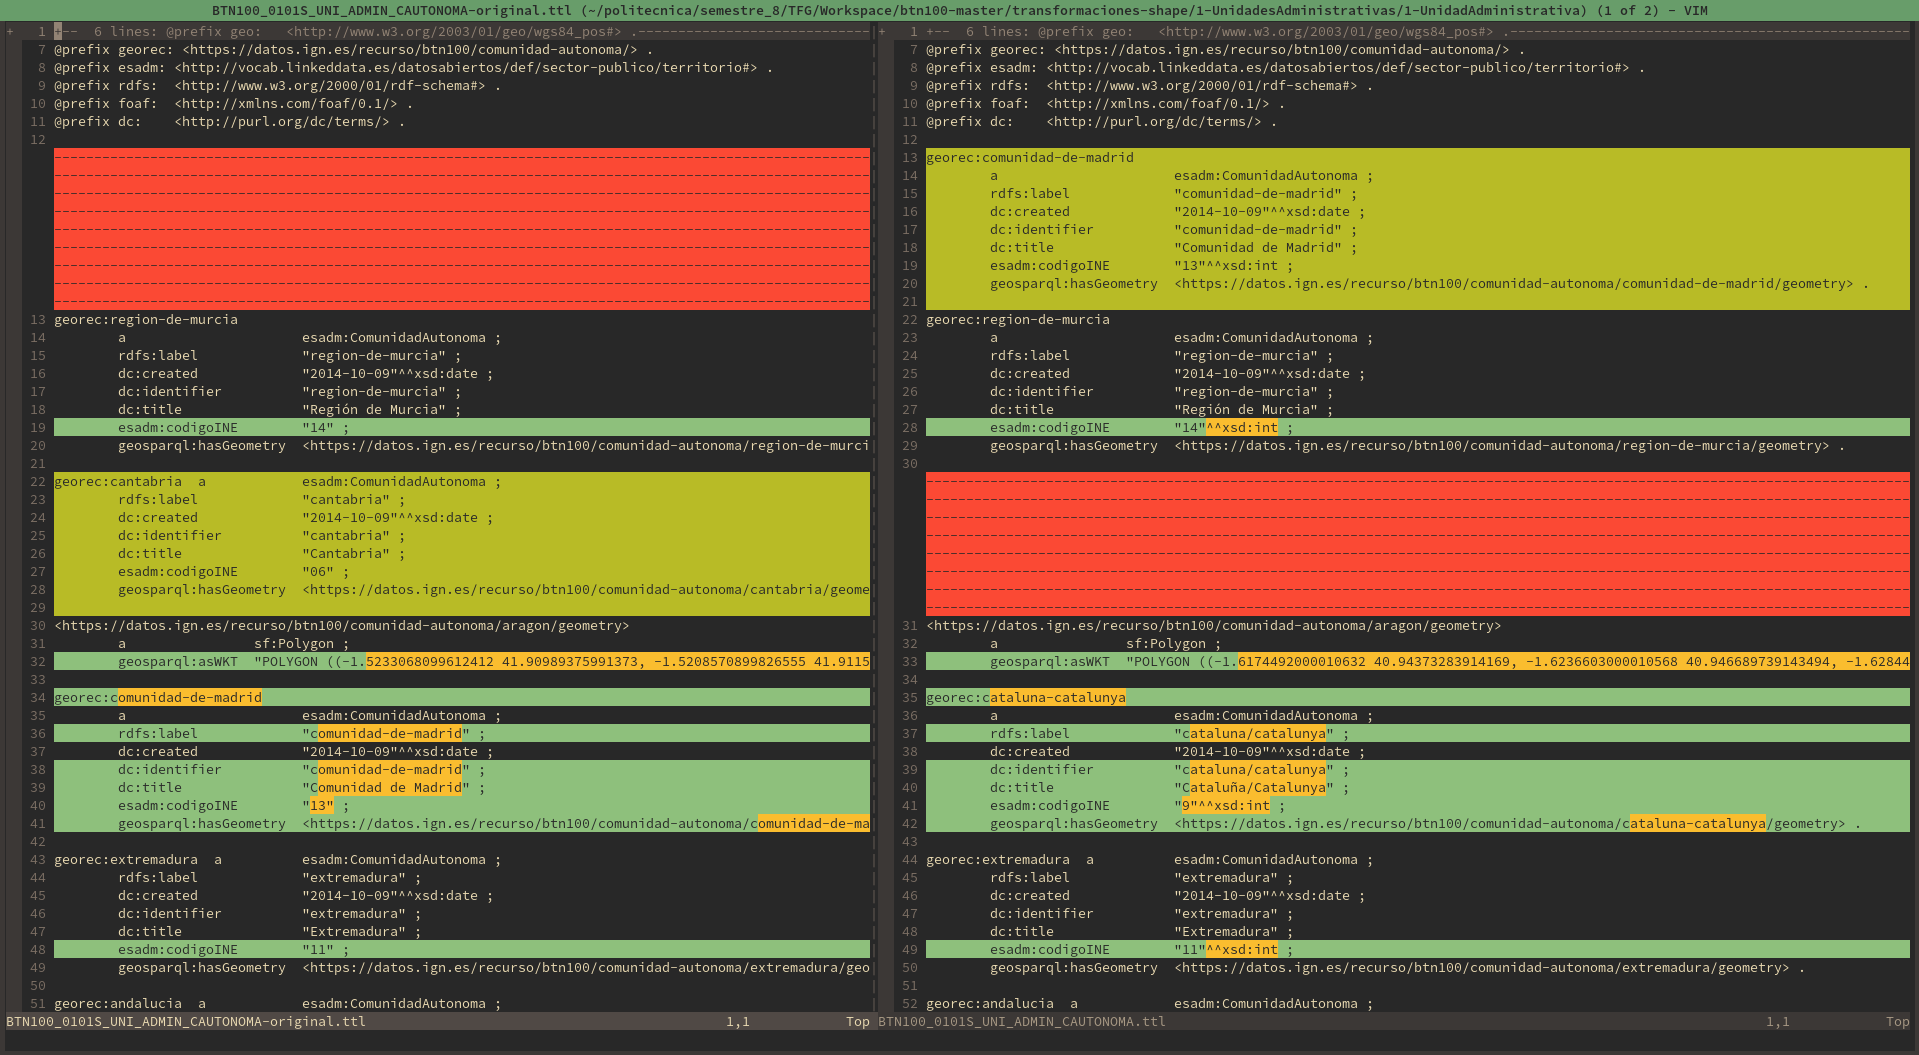 BTN100_0101S_UNI_ADMIN_CAUTONOMA-original.ttl (~/politecnica/semestre_8/TFG/Workspace/btn100-master/transformaciones-shape/1-UnidadesAdministrativas/1-UnidadAdministrativa) (1 of 2) - VIM
+ 1 +-- 6 lines: @prefix geo: <http://www.w3.org/2003/01/geo/wgs84_pos#> .-----------------------------
7 @prefix georec: <https://datos.ign.es/recurso/btn100/comunidad-autonoma/> .
8 @prefix esadm: <http://vocab.linkeddata.es/datosabiertos/def/sector-publico/territorio#> .
9 @prefix rdfs: <http://www.w3.org/2000/01/rdf-schema#> .
10 @prefix foaf: <http://xmlns.com/foaf/0.1/> .
11 @prefix dc: <http://purl.org/dc/terms/> .
12
13 georec:region-de-murcia
14 a esadm:ComunidadAutonoma ;
15 rdfs:label "region-de-murcia" ;
16 dc:created "2014-10-09"^^xsd:date ;
17 dc:identifier "region-de-murcia" ;
18 dc:title "Región de Murcia" ;
19 esadm:codigoINE "14" ;
20 geosparql:hasGeometry <https://datos.ign.es/recurso/btn100/comunidad-autonoma/region-de-murci
21
22 georec:cantabria a esadm:ComunidadAutonoma ;
23 rdfs:label "cantabria" ;
24 dc:created "2014-10-09"^^xsd:date ;
25 dc:identifier "cantabria" ;
26 dc:title "Cantabria" ;
27 esadm:codigoINE "06" ;
28 geosparql:hasGeometry <https://datos.ign.es/recurso/btn100/comunidad-autonoma/cantabria/geome
29
30 <https://datos.ign.es/recurso/btn100/comunidad-autonoma/aragon/geometry>
31 a sf:Polygon ;
32 geosparql:asWKT "POLYGON ((-1.5233068099612412 41.90989375991373, -1.5208570899826555 41.9115
33
34 georec:comunidad-de-madrid
35 a esadm:ComunidadAutonoma ;
36 rdfs:label "comunidad-de-madrid" ;
37 dc:created "2014-10-09"^^xsd:date ;
38 dc:identifier "comunidad-de-madrid" ;
39 dc:title "Comunidad de Madrid" ;
40 esadm:codigoINE "13" ;
41 geosparql:hasGeometry <https://datos.ign.es/recurso/btn100/comunidad-autonoma/comunidad-de-ma
42
43 georec:extremadura a esadm:ComunidadAutonoma ;
44 rdfs:label "extremadura" ;
45 dc:created "2014-10-09"^^xsd:date ;
46 dc:identifier "extremadura" ;
47 dc:title "Extremadura" ;
48 esadm:codigoINE "11" ;
49 geosparql:hasGeometry <https://datos.ign.es/recurso/btn100/comunidad-autonoma/extremadura/geo
50
51 georec:andalucia a esadm:ComunidadAutonoma ;
BTN100_0101S_UNI_ADMIN_CAUTONOMA-original.ttl 1,1 Top
+ 1 +-- 6 lines: @prefix geo: <http://www.w3.org/2003/01/geo/wgs84_pos#> .--------------------------------------------------
7 @prefix georec: <https://datos.ign.es/recurso/btn100/comunidad-autonoma/> .
8 @prefix esadm: <http://vocab.linkeddata.es/datosabiertos/def/sector-publico/territorio#> .
9 @prefix rdfs: <http://www.w3.org/2000/01/rdf-schema#> .
10 @prefix foaf: <http://xmlns.com/foaf/0.1/> .
11 @prefix dc: <http://purl.org/dc/terms/> .
12
13 georec:comunidad-de-madrid
14 a esadm:ComunidadAutonoma ;
15 rdfs:label "comunidad-de-madrid" ;
16 dc:created "2014-10-09"^^xsd:date ;
17 dc:identifier "comunidad-de-madrid" ;
18 dc:title "Comunidad de Madrid" ;
19 esadm:codigoINE "13"^^xsd:int ;
20 geosparql:hasGeometry <https://datos.ign.es/recurso/btn100/comunidad-autonoma/comunidad-de-madrid/geometry> .
21
22 georec:region-de-murcia
23 a esadm:ComunidadAutonoma ;
24 rdfs:label "region-de-murcia" ;
25 dc:created "2014-10-09"^^xsd:date ;
26 dc:identifier "region-de-murcia" ;
27 dc:title "Región de Murcia" ;
28 esadm:codigoINE "14"^^xsd:int ;
29 geosparql:hasGeometry <https://datos.ign.es/recurso/btn100/comunidad-autonoma/region-de-murcia/geometry> .
30
31 <https://datos.ign.es/recurso/btn100/comunidad-autonoma/aragon/geometry>
32 a sf:Polygon ;
33 geosparql:asWKT "POLYGON ((-1.6174492000010632 40.94373283914169, -1.6236603000010568 40.946689739143494, -1.62844
34
35 georec:cataluna-catalunya
36 a esadm:ComunidadAutonoma ;
37 rdfs:label "cataluna/catalunya" ;
38 dc:created "2014-10-09"^^xsd:date ;
39 dc:identifier "cataluna/catalunya" ;
40 dc:title "Cataluña/Catalunya" ;
41 esadm:codigoINE "9"^^xsd:int ;
42 geosparql:hasGeometry <https://datos.ign.es/recurso/btn100/comunidad-autonoma/cataluna-catalunya/geometry> .
43
44 georec:extremadura a esadm:ComunidadAutonoma ;
45 rdfs:label "extremadura" ;
46 dc:created "2014-10-09"^^xsd:date ;
47 dc:identifier "extremadura" ;
48 dc:title "Extremadura" ;
49 esadm:codigoINE "11"^^xsd:int ;
50 geosparql:hasGeometry <https://datos.ign.es/recurso/btn100/comunidad-autonoma/extremadura/geometry> .
51
52 georec:andalucia a esadm:ComunidadAutonoma ;
BTN100_0101S_UNI_ADMIN_CAUTONOMA.ttl 1,1 Top